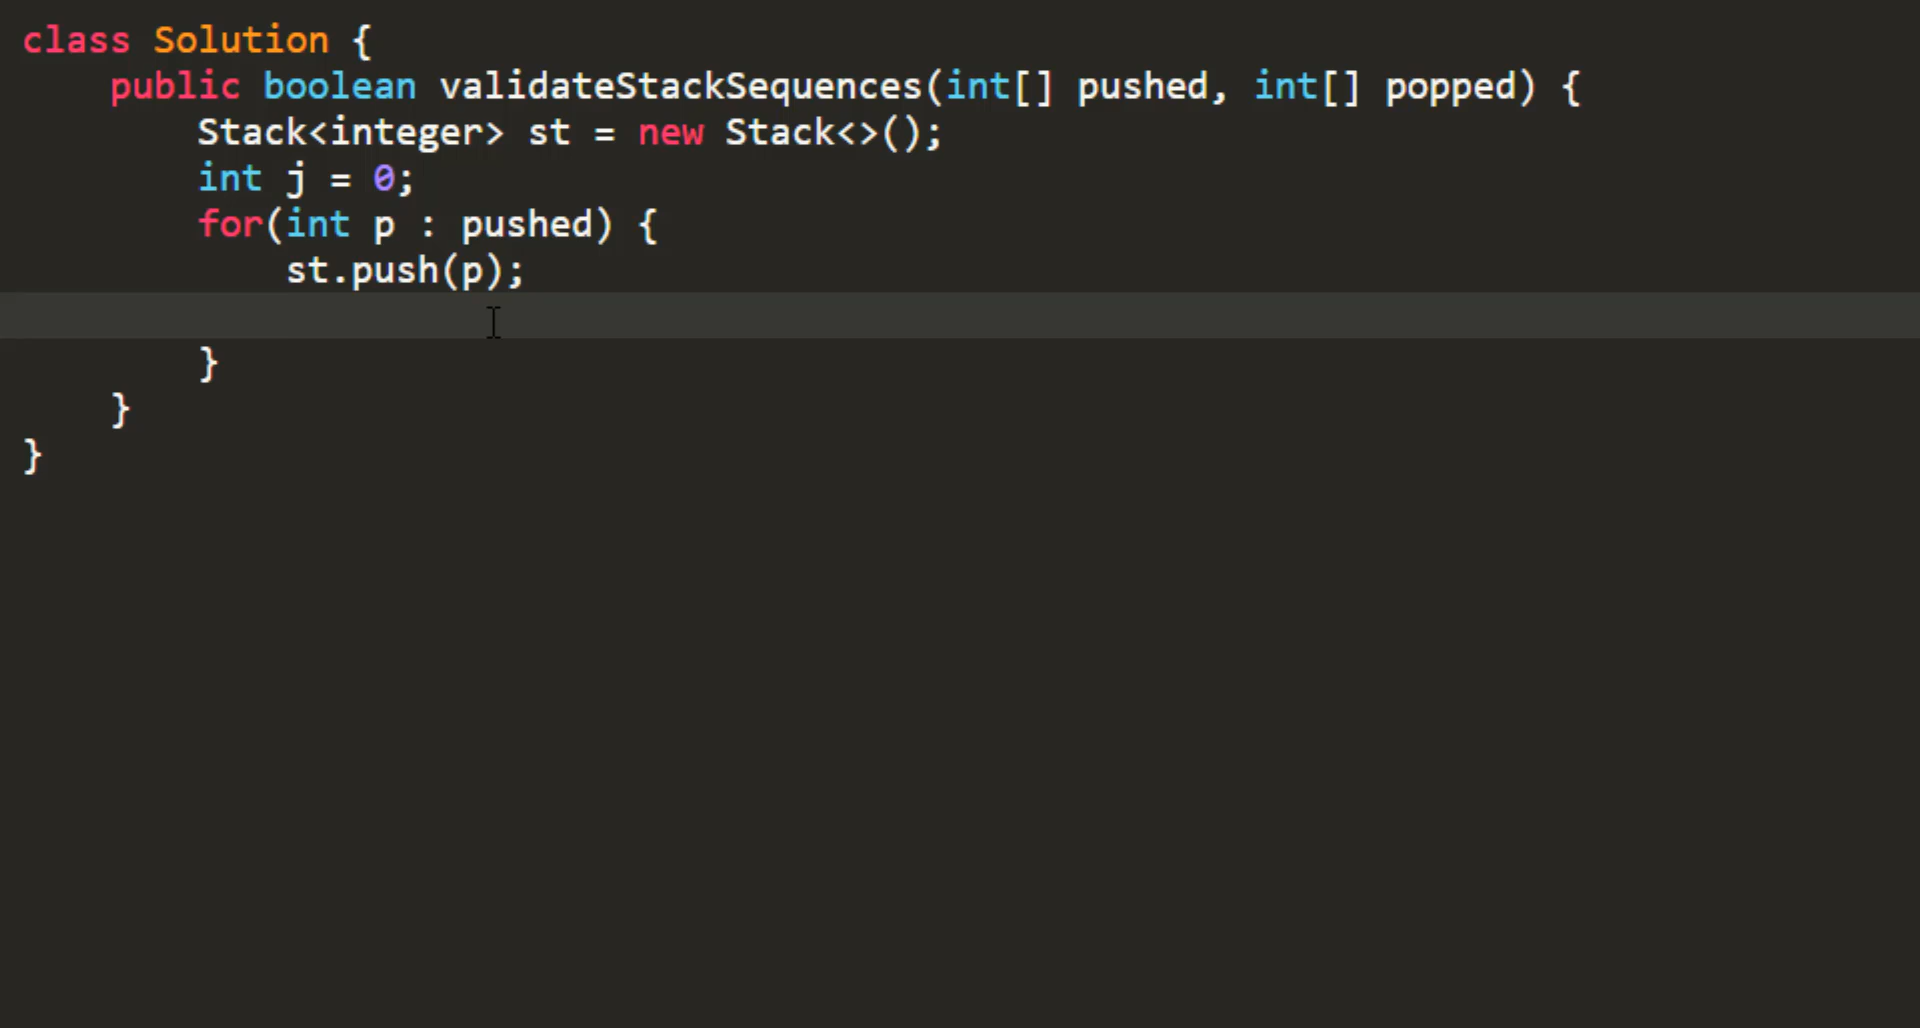 class Solution {
    public boolean validateStackSequences(int[] pushed, int[] popped) {
        Stack<integer> st = new Stack<>();
        int j = 0;
        for(int p : pushed) {
            st.push(p);
        }
    }
}